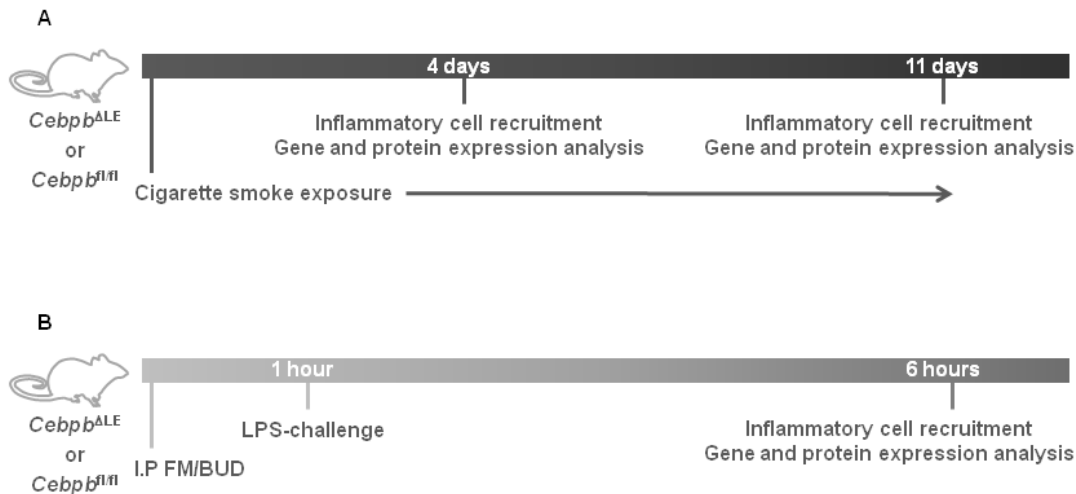 A
4 days
11 days
Cebpb^ΔLE
or
Cebpb^fl/fl
Inflammatory cell recruitment
Gene and protein expression analysis
Inflammatory cell recruitment
Gene and protein expression analysis
Cigarette smoke exposure
B
1 hour
6 hours
Cebpb^ΔLE
or
Cebpb^fl/fl
LPS-challenge
I.P FM/BUD
Inflammatory cell recruitment
Gene and protein expression analysis